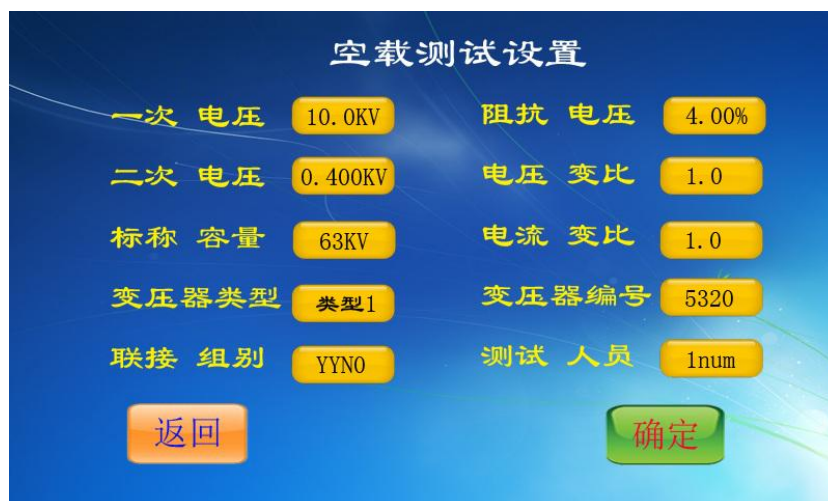 空载测试设置
一次 电压 10.0KV 阻抗 电压 4.00%
二次 电压 0.400KV 电压 变比 1.0
标称 容量 63KV 电流 变比 1.0
变压器类型 类型1 变压器编号 5320
联接 组别 YYN0 测试 人员 1num
返回 确定